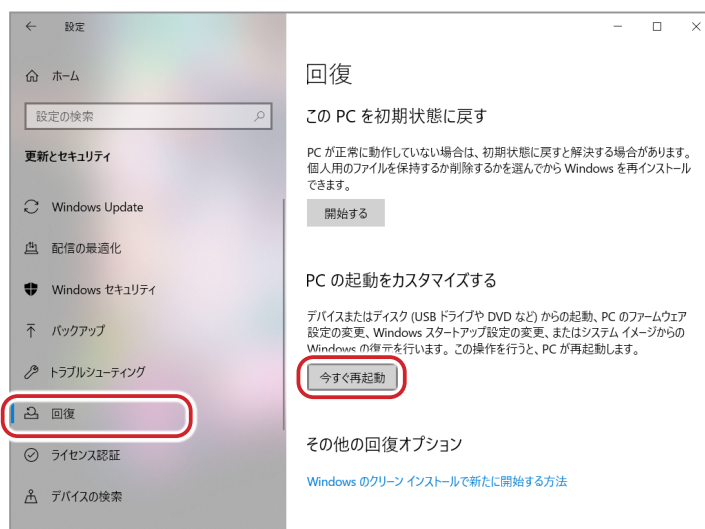 設定
ホーム
設定の検索
更新とセキュリティ
Windows Update
配信の最適化
Windows セキュリティ
バックアップ
トラブルシューティング
回復
ライセンス認証
デバイスの検索
回復
この PC を初期状態に戻す
PC が正常に動作していない場合は、初期状態に戻すと解決する場合があります。
個人用のファイルを保持するか削除するかを選んでから Windows を再インストール
できます。
開始する
PC の起動をカスタマイズする
デバイスまたはディスク (USB ドライブや DVD など) からの起動、PC のファームウェア
設定の変更、Windows スタートアップ設定の変更、またはシステム イメージからの
Windows の復元を行います。この操作を行うと、PC が再起動します。
今すぐ再起動
その他の回復オプション
Windows のクリーン インストールで新たに開始する方法